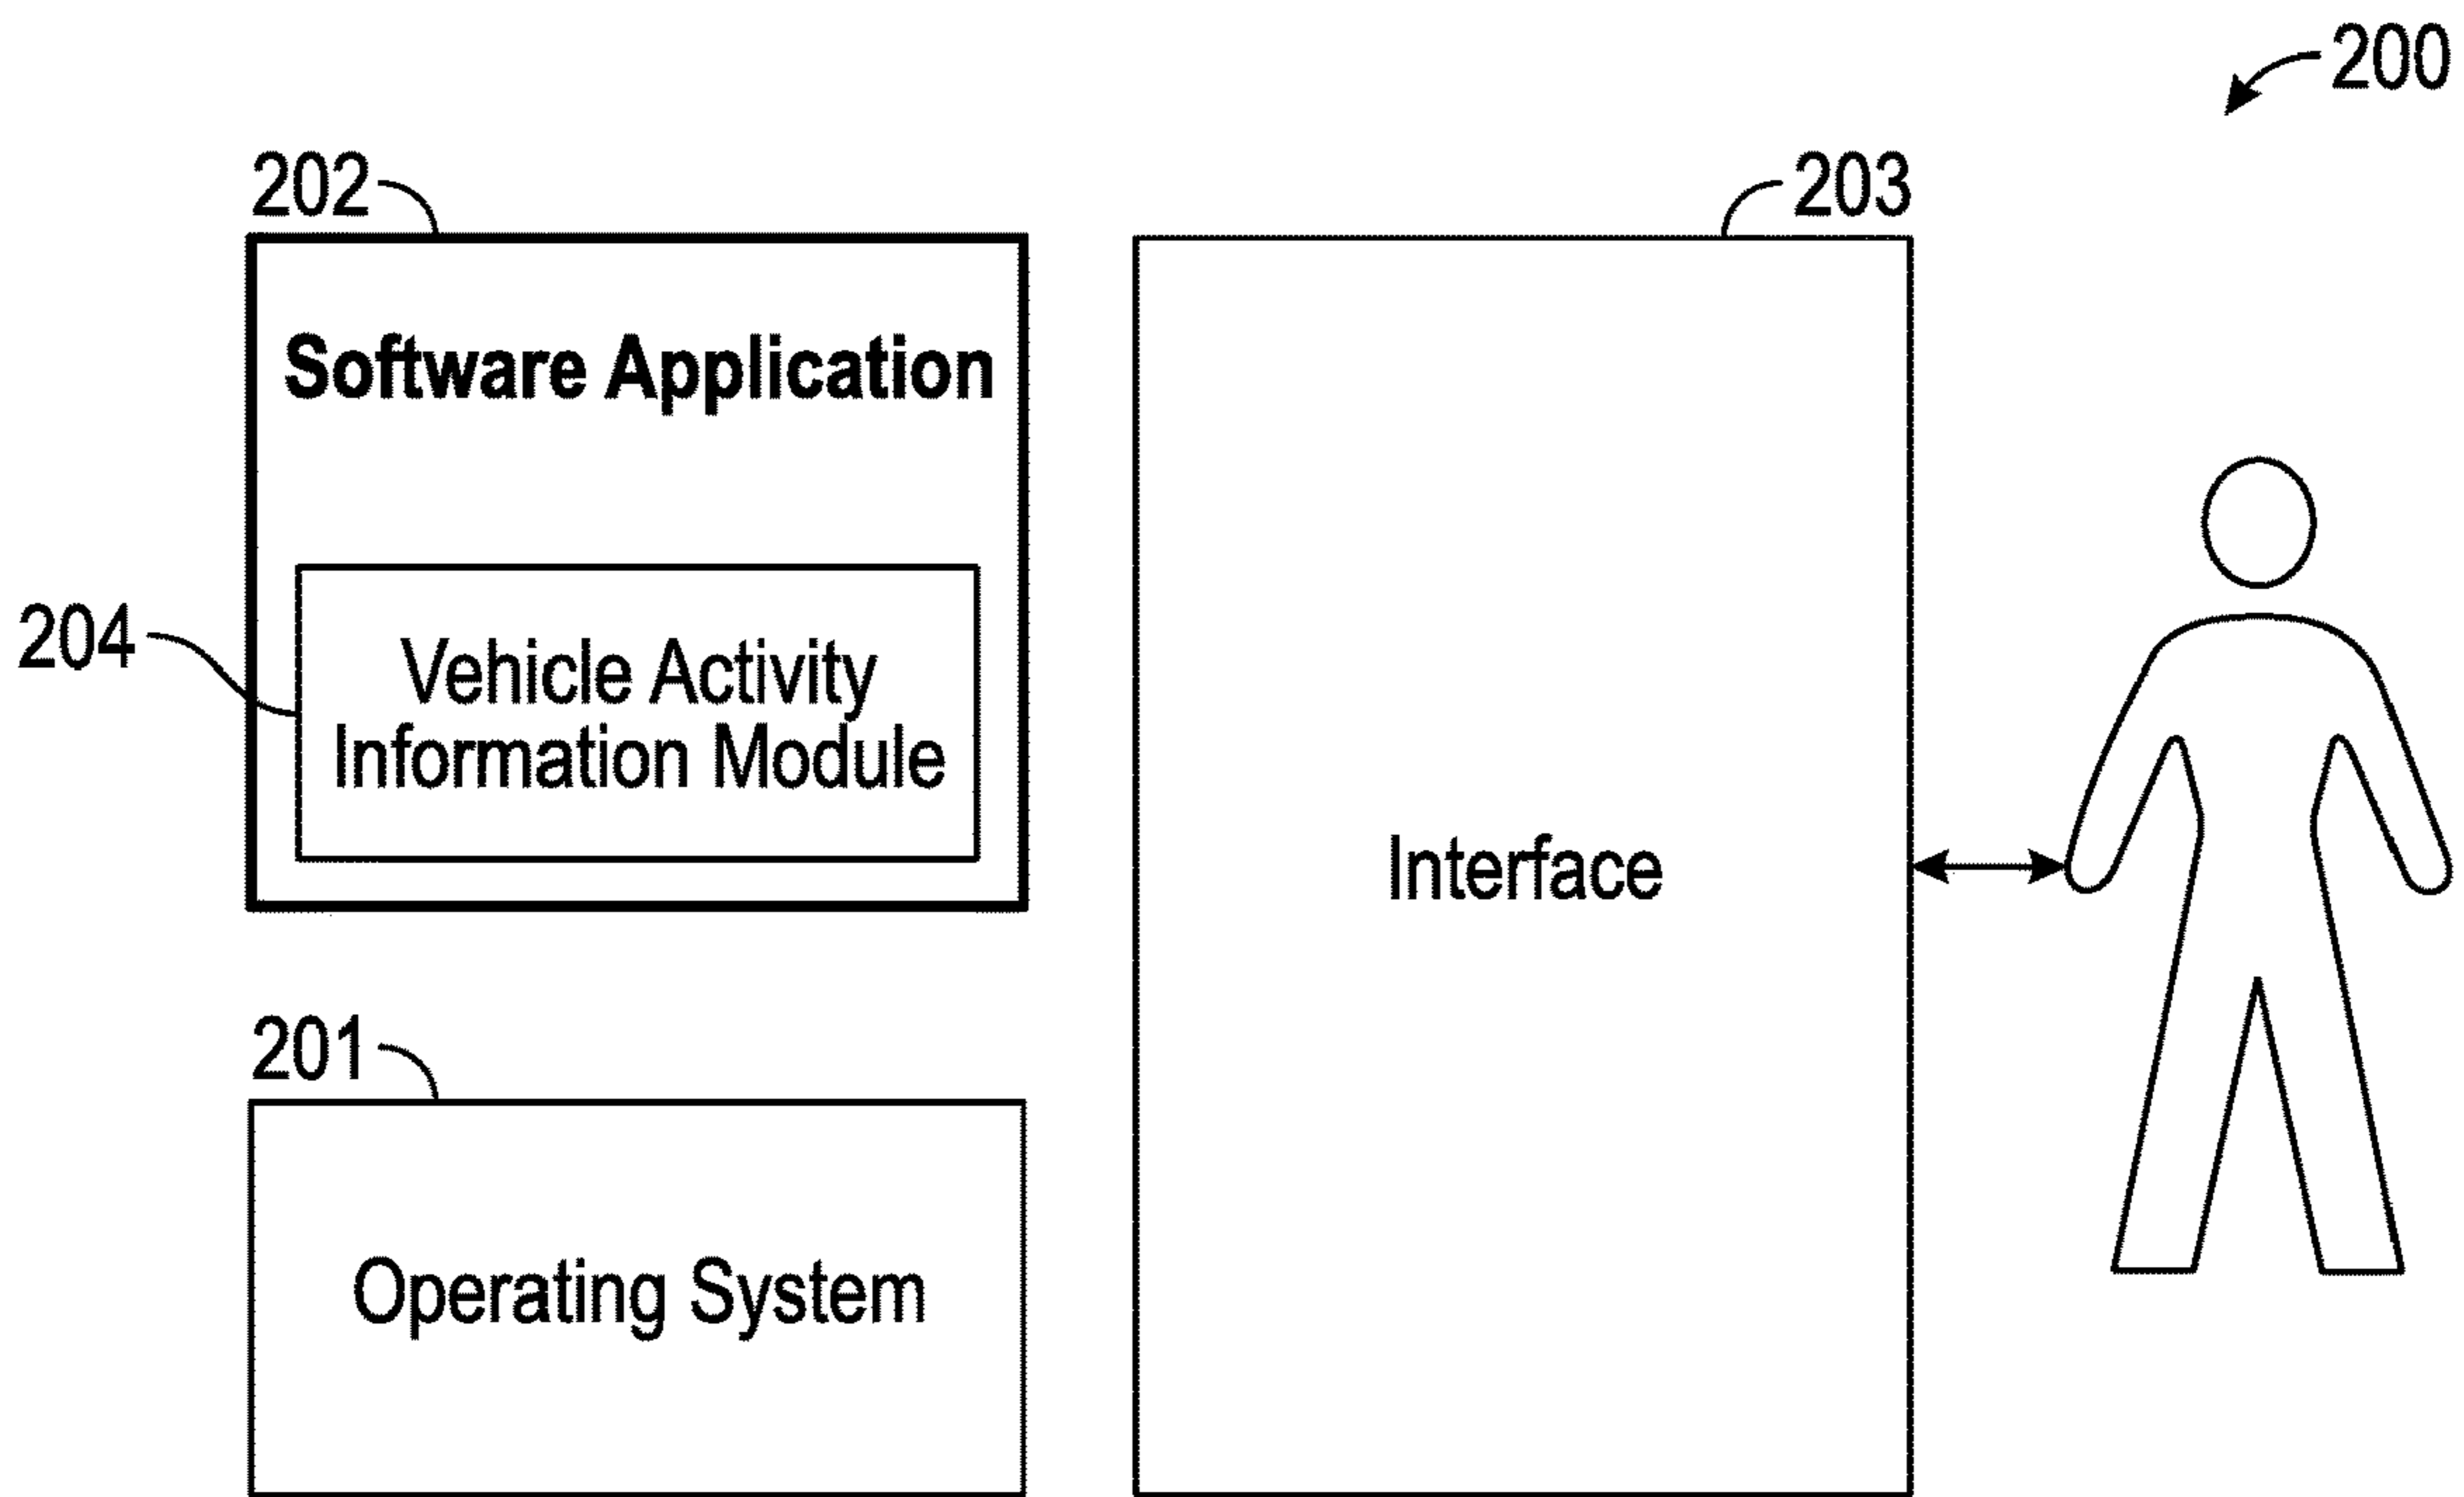 200
202
203
Software Application
204
Vehicle Activity
Information Module
Interface
201
Operating System